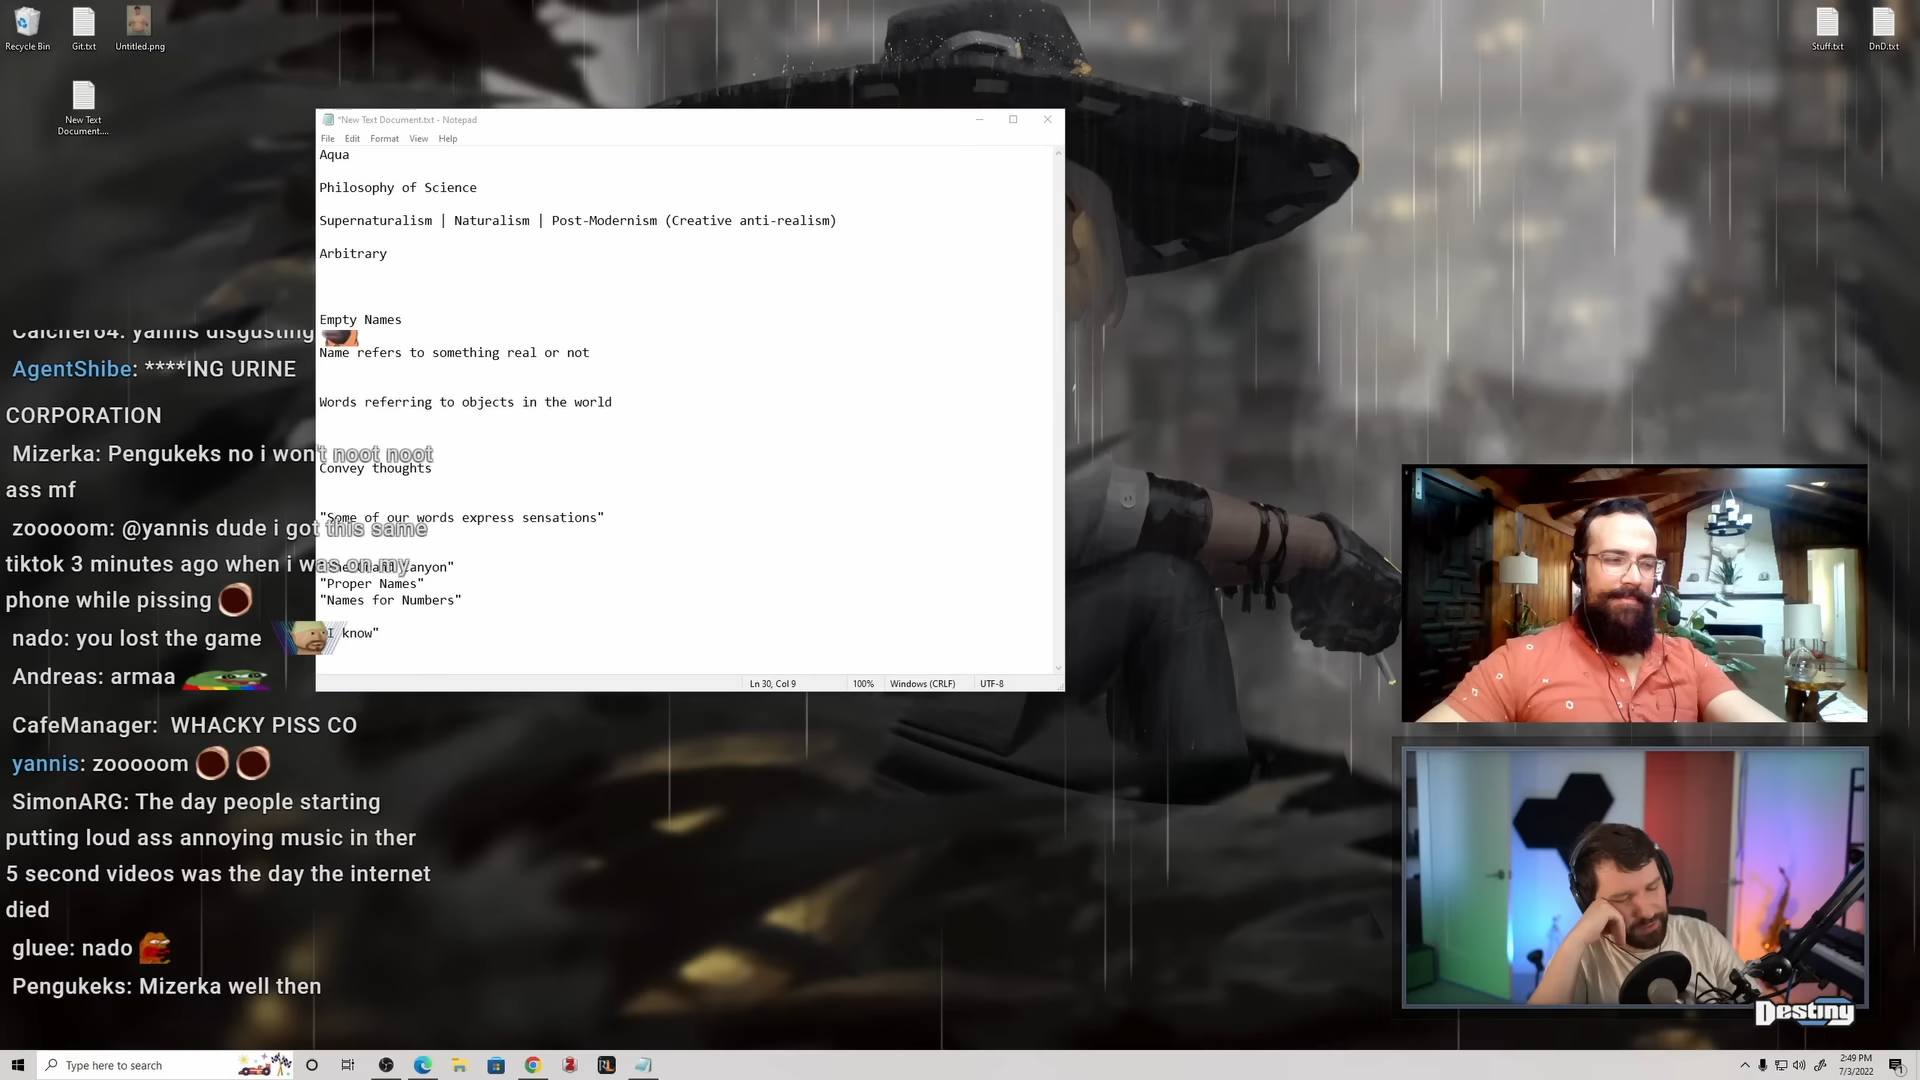 Recycle Bin
Git.txt
Untitled.png
New Text
Document....
Stuff.txt
DnD.txt
*New Text Document.txt - Notepad
File Edit Format View Help
Aqua
Philosophy of Science
Supernaturalism | Naturalism | Post-Modernism (Creative anti-realism)
Arbitrary
Empty Names
Name refers to something real or not
Words referring to objects in the world
Convey thoughts
"Some of our words express sensations"
Canyon"
"Proper Names"
"Names for Numbers"
I know"
Ln 30, Col 9
100%
Windows (CRLF)
UTF-8
Calcifer64: yannis disgusting
AgentShibe: ****ING URINE
CORPORATION
Mizerka: Pengukeks no i won't noot noot
ass mf
zooooom: @yannis dude i got this same
tiktok 3 minutes ago when i was on my
phone while pissing
nado: you lost the game
Andreas: armaa
CafeManager: WHACKY PISS CO
yannis: zooooom
SimonARG: The day people starting
putting loud ass annoying music in ther
5 second videos was the day the internet
died
gluee: nado
Pengukeks: Mizerka well then
Destiny
Type here to search
2:49 PM
7/3/2022